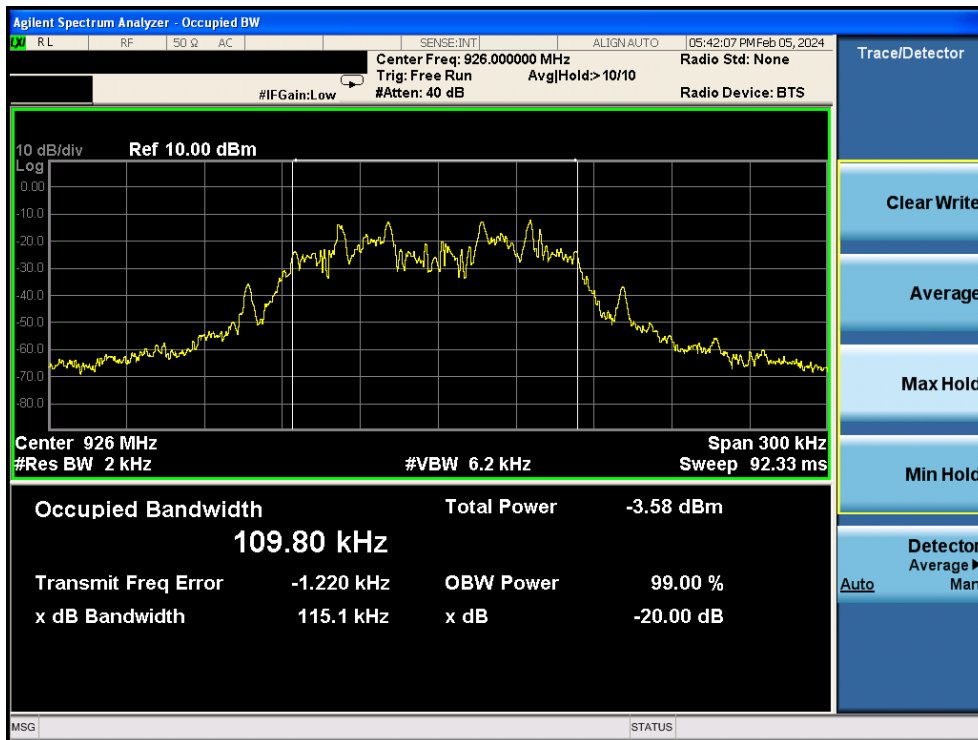 Agilent Spectrum Analyzer - Occupied BW
LXI RL RF 50 Ω AC SENSE:INT ALIGN AUTO 05:42:07 PM Feb 05, 2024
Center Freq: 926.000000 MHz Radio Std: None
Trig: Free Run Avg|Hold:> 10/10
#IFGain:Low #Atten: 40 dB Radio Device: BTS
10 dB/div Ref 10.00 dBm
Log
0.00
-10.0
-20.0
-30.0
-40.0
-50.0
-60.0
-70.0
-80.0
Center 926 MHz Span 300 kHz
#Res BW 2 kHz #VBW 6.2 kHz Sweep 92.33 ms
Occupied Bandwidth Total Power -3.58 dBm
109.80 kHz
Transmit Freq Error -1.220 kHz OBW Power 99.00 %
x dB Bandwidth 115.1 kHz x dB -20.00 dB
MSG STATUS
Trace/Detector
Clear Write
Average
Max Hold
Min Hold
Detector
Average
Auto Man